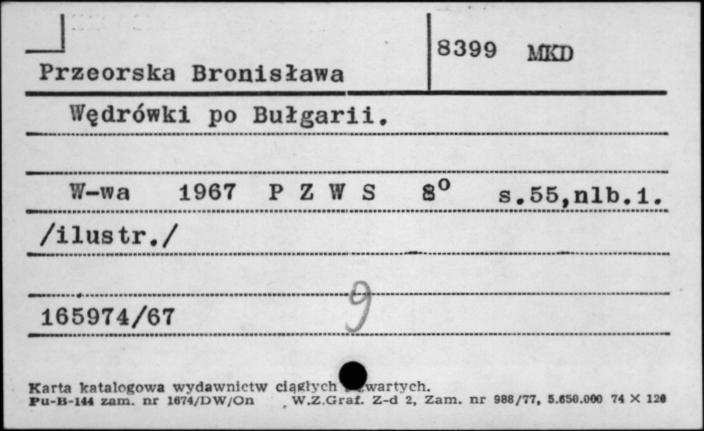 8399 MKD
Przeorska Bronisława
Wędrówki po Bułgarii.
W-wa 1967 P Z W S 8° s.55,nlb.1.
/ilustr./
9
165974/67
Karta katalogowa wydawnictw ciągłych zwartych.
Pu-B-144 zam. nr 1674/DW/On W.Z.Graf. Z-d 2, Zam. nr 988/77, 5.650.000 74 X 120